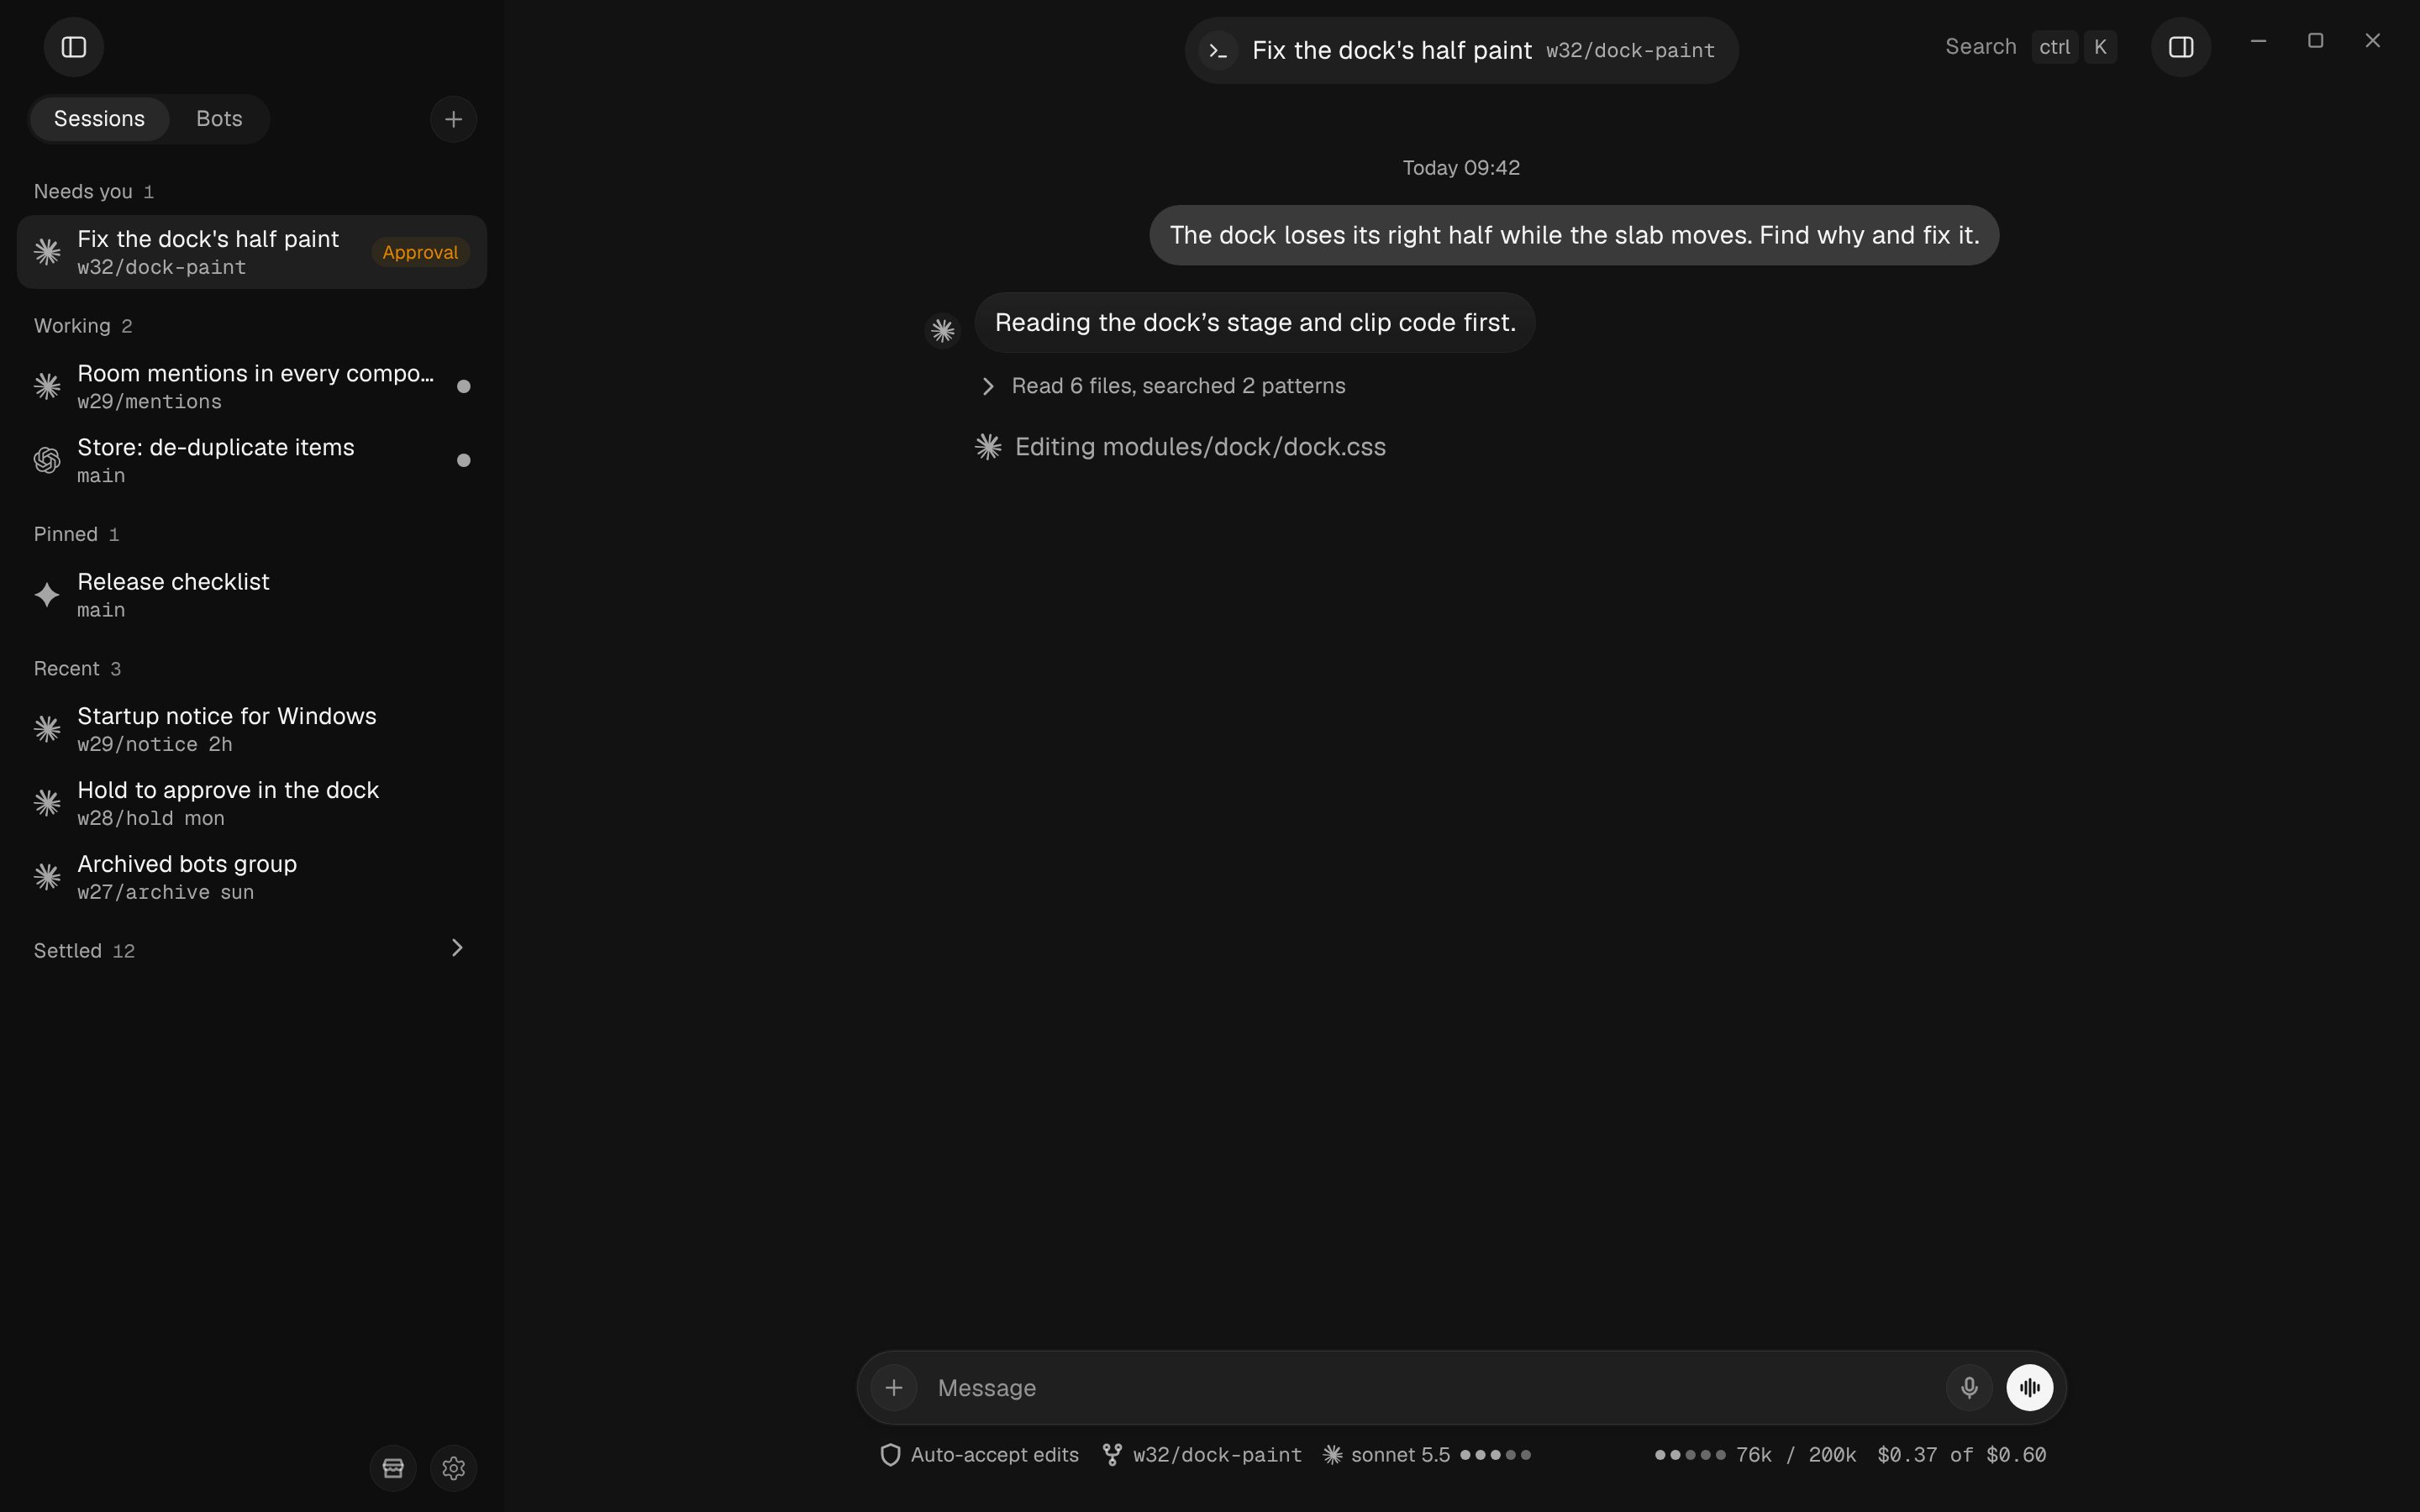 Fix the dock's half paint w32/dock-paint
Search ctrl K
Sessions Bots
Needs you 1
Fix the dock's half paint
w32/dock-paint
Approval
Working 2
Room mentions in every compo...
w29/mentions
Store: de-duplicate items
main
Pinned 1
Release checklist
main
Recent 3
Startup notice for Windows
w29/notice 2h
Hold to approve in the dock
w28/hold mon
Archived bots group
w27/archive sun
Settled 12
Today 09:42
The dock loses its right half while the slab moves. Find why and fix it.
Reading the dock’s stage and clip code first.
Read 6 files, searched 2 patterns
Editing modules/dock/dock.css
Message
Auto-accept edits w32/dock-paint sonnet 5.5 76k / 200k $0.37 of $0.60